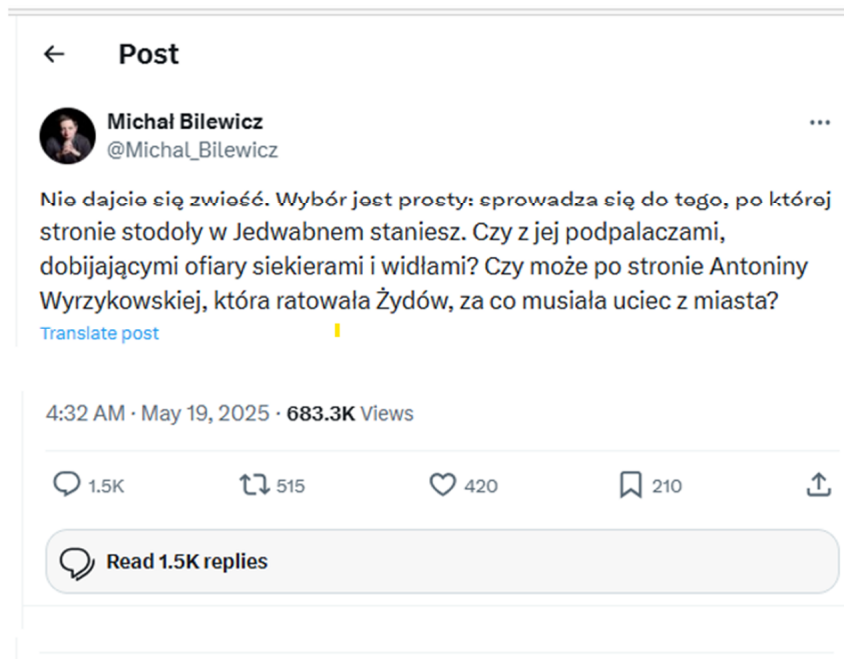 Post
Michał Bilewicz
@Michal_Bilewicz
Nie dajcie się zwieść. Wybór jest prosty: sprowadza się do tego, po której
stronie stodoły w Jedwabnem staniesz. Czy z jej podpalaczami,
dobijającymi ofiary siekierami i widłami? Czy może po stronie Antoniny
Wyrzykowskiej, która ratowała Żydów, za co musiała uciec z miasta?
Translate post
4:32 AM · May 19, 2025 · 683.3K Views
1.5K 515 420 210
Read 1.5K replies